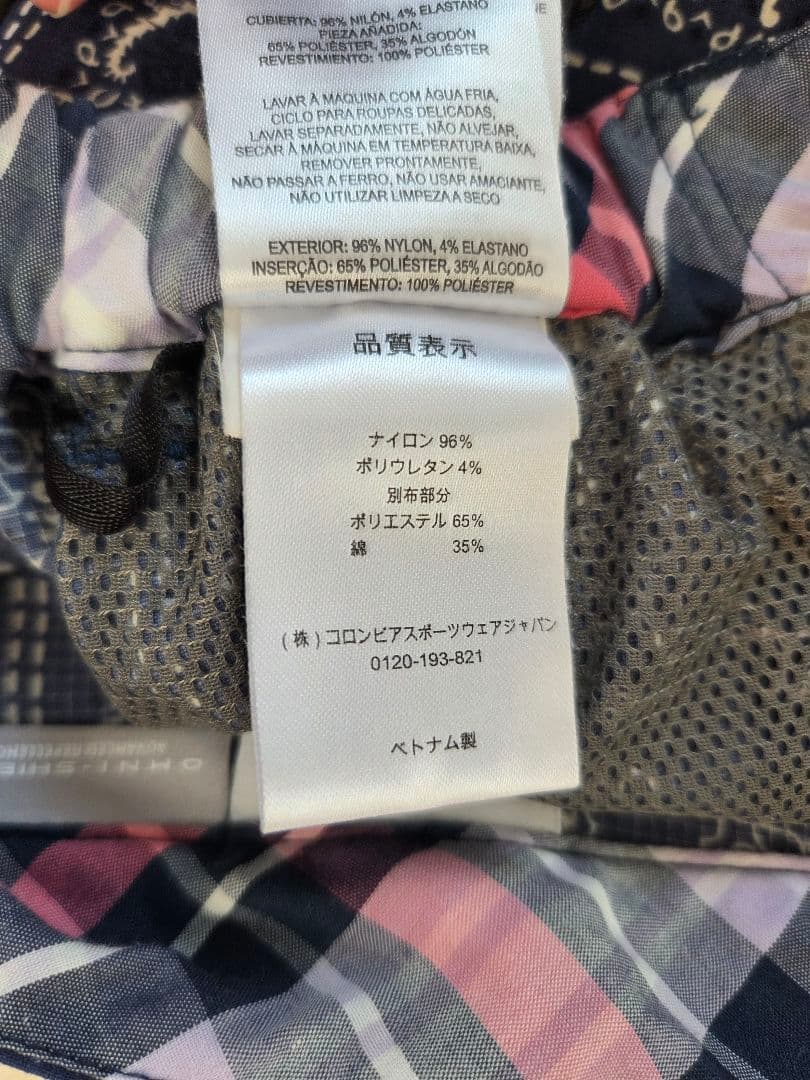 CUBIERTA: 96% NILÓN, 4% ELASTANO
PIEZA AÑADIDA:
65% POLIÉSTER, 35% ALGODÓN
REVESTIMIENTO: 100% POLIÉSTER
LAVAR À MAQUINA COM ÁGUA FRIA,
CICLO PARA ROUPAS DELICADAS,
LAVAR SEPARADAMENTE, NÃO ALVEJAR,
SECAR À MÁQUINA EM TEMPERATURA BAIXA,
REMOVER PRONTAMENTE,
NÃO PASSAR A FERRO, NÃO USAR AMACIANTE,
NÃO UTILIZAR LIMPEZA A SECO
EXTERIOR: 96% NYLON, 4% ELASTANO
INSERÇÃO: 65% POLIÉSTER, 35% ALGODÃO
REVESTIMENTO: 100% POLIÉSTER
品質表示
ナイロン 96%
ポリウレタン 4%
別布部分
ポリエステル 65%
綿 35%
(株)コロンビアスポーツウェアジャパン
0120-193-821
ベトナム製
OMNI-SHIE
ADVANCED REPELLENC